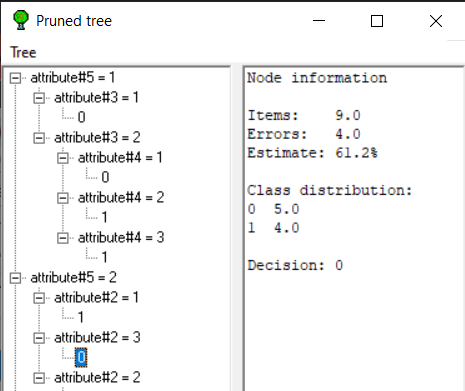 Pruned tree
Tree
attribute#5 = 1
attribute#3 = 1
0
attribute#3 = 2
attribute#4 = 1
0
attribute#4 = 2
1
attribute#4 = 3
1
attribute#5 = 2
attribute#2 = 1
1
attribute#2 = 3
0
attribute#2 = 2
Node information
Items: 9.0
Errors: 4.0
Estimate: 61.2%
Class distribution:
0 5.0
1 4.0
Decision: 0